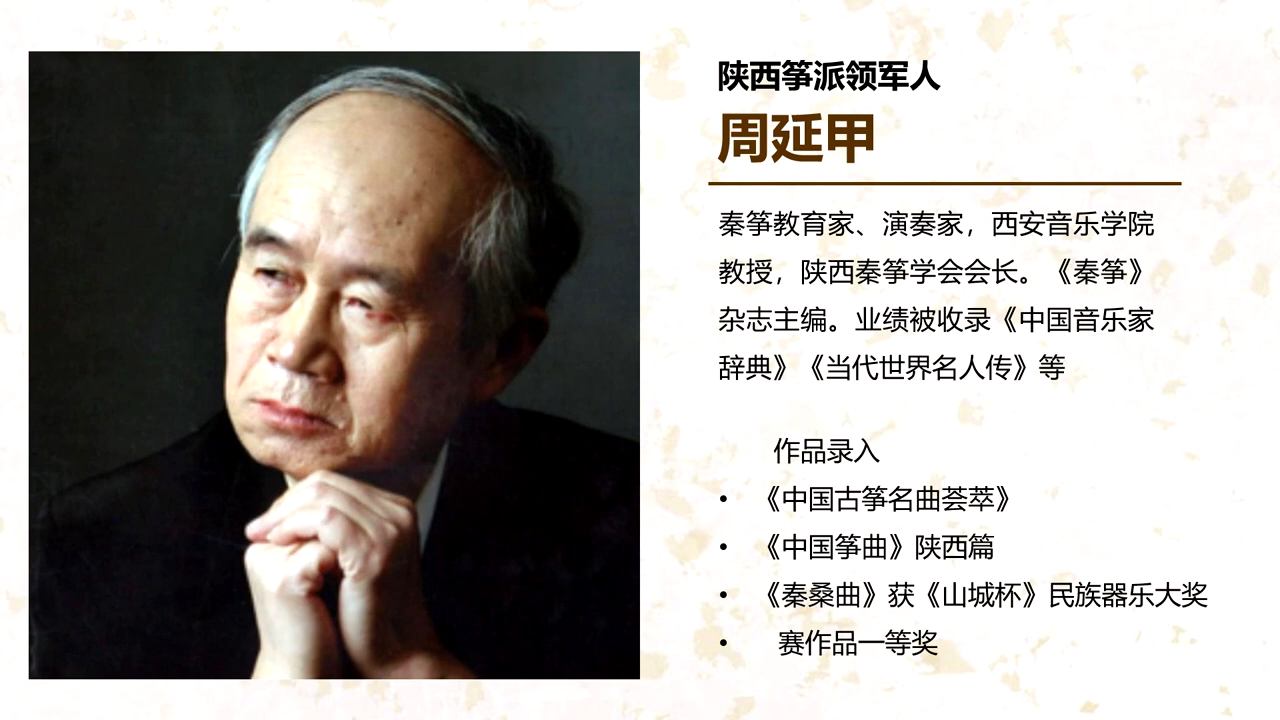 陕西筝派领军人
周延甲
秦筝教育家、演奏家，西安音乐学院
教授，陕西秦筝学会会长。《秦筝》
杂志主编。业绩被收录《中国音乐家
辞典》《当代世界名人传》等
作品录入
• 《中国古筝名曲荟萃》
• 《中国筝曲》陕西篇
• 《秦桑曲》获《山城杯》民族器乐大奖
• 赛作品一等奖